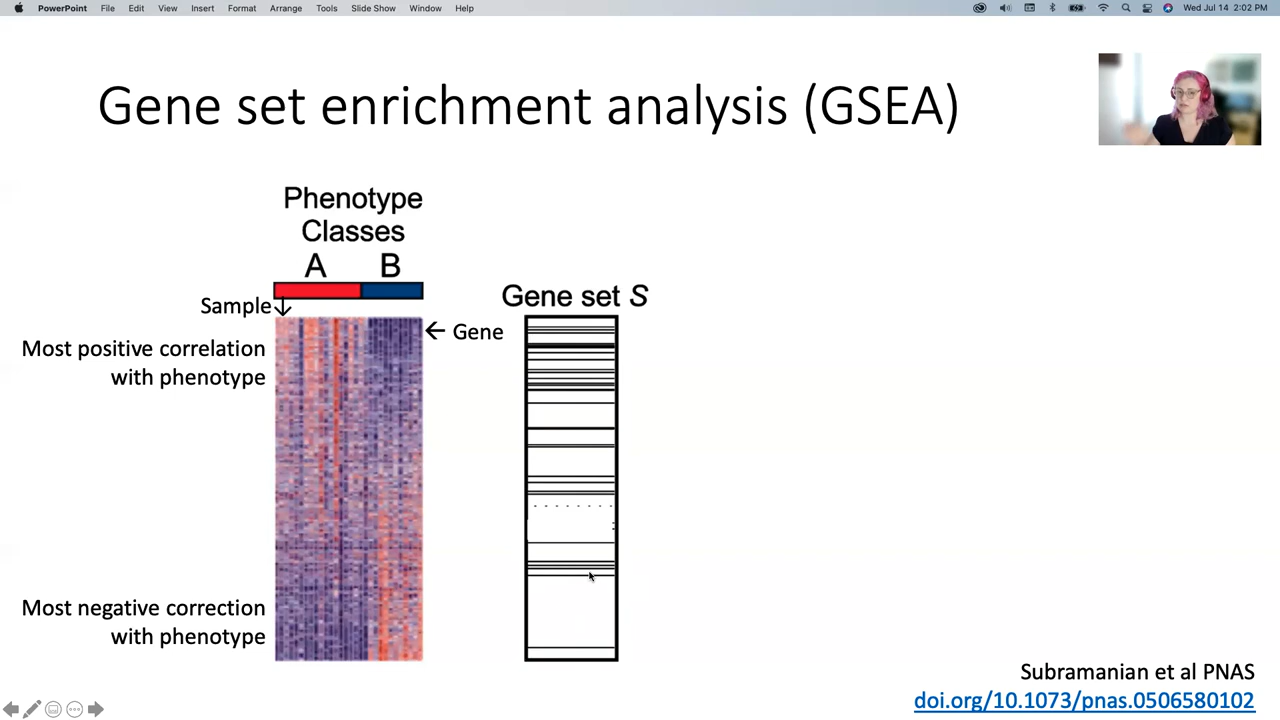 PowerPoint File Edit View Insert Format Arrange Tools Slide Show Window Help Wed Jul 14 2:02 PM
Gene set enrichment analysis (GSEA)
Phenotype
Classes
A B
Sample
Gene set S
Gene
Most positive correlation
with phenotype
Most negative correction
with phenotype
Subramanian et al PNAS
doi.org/10.1073/pnas.0506580102